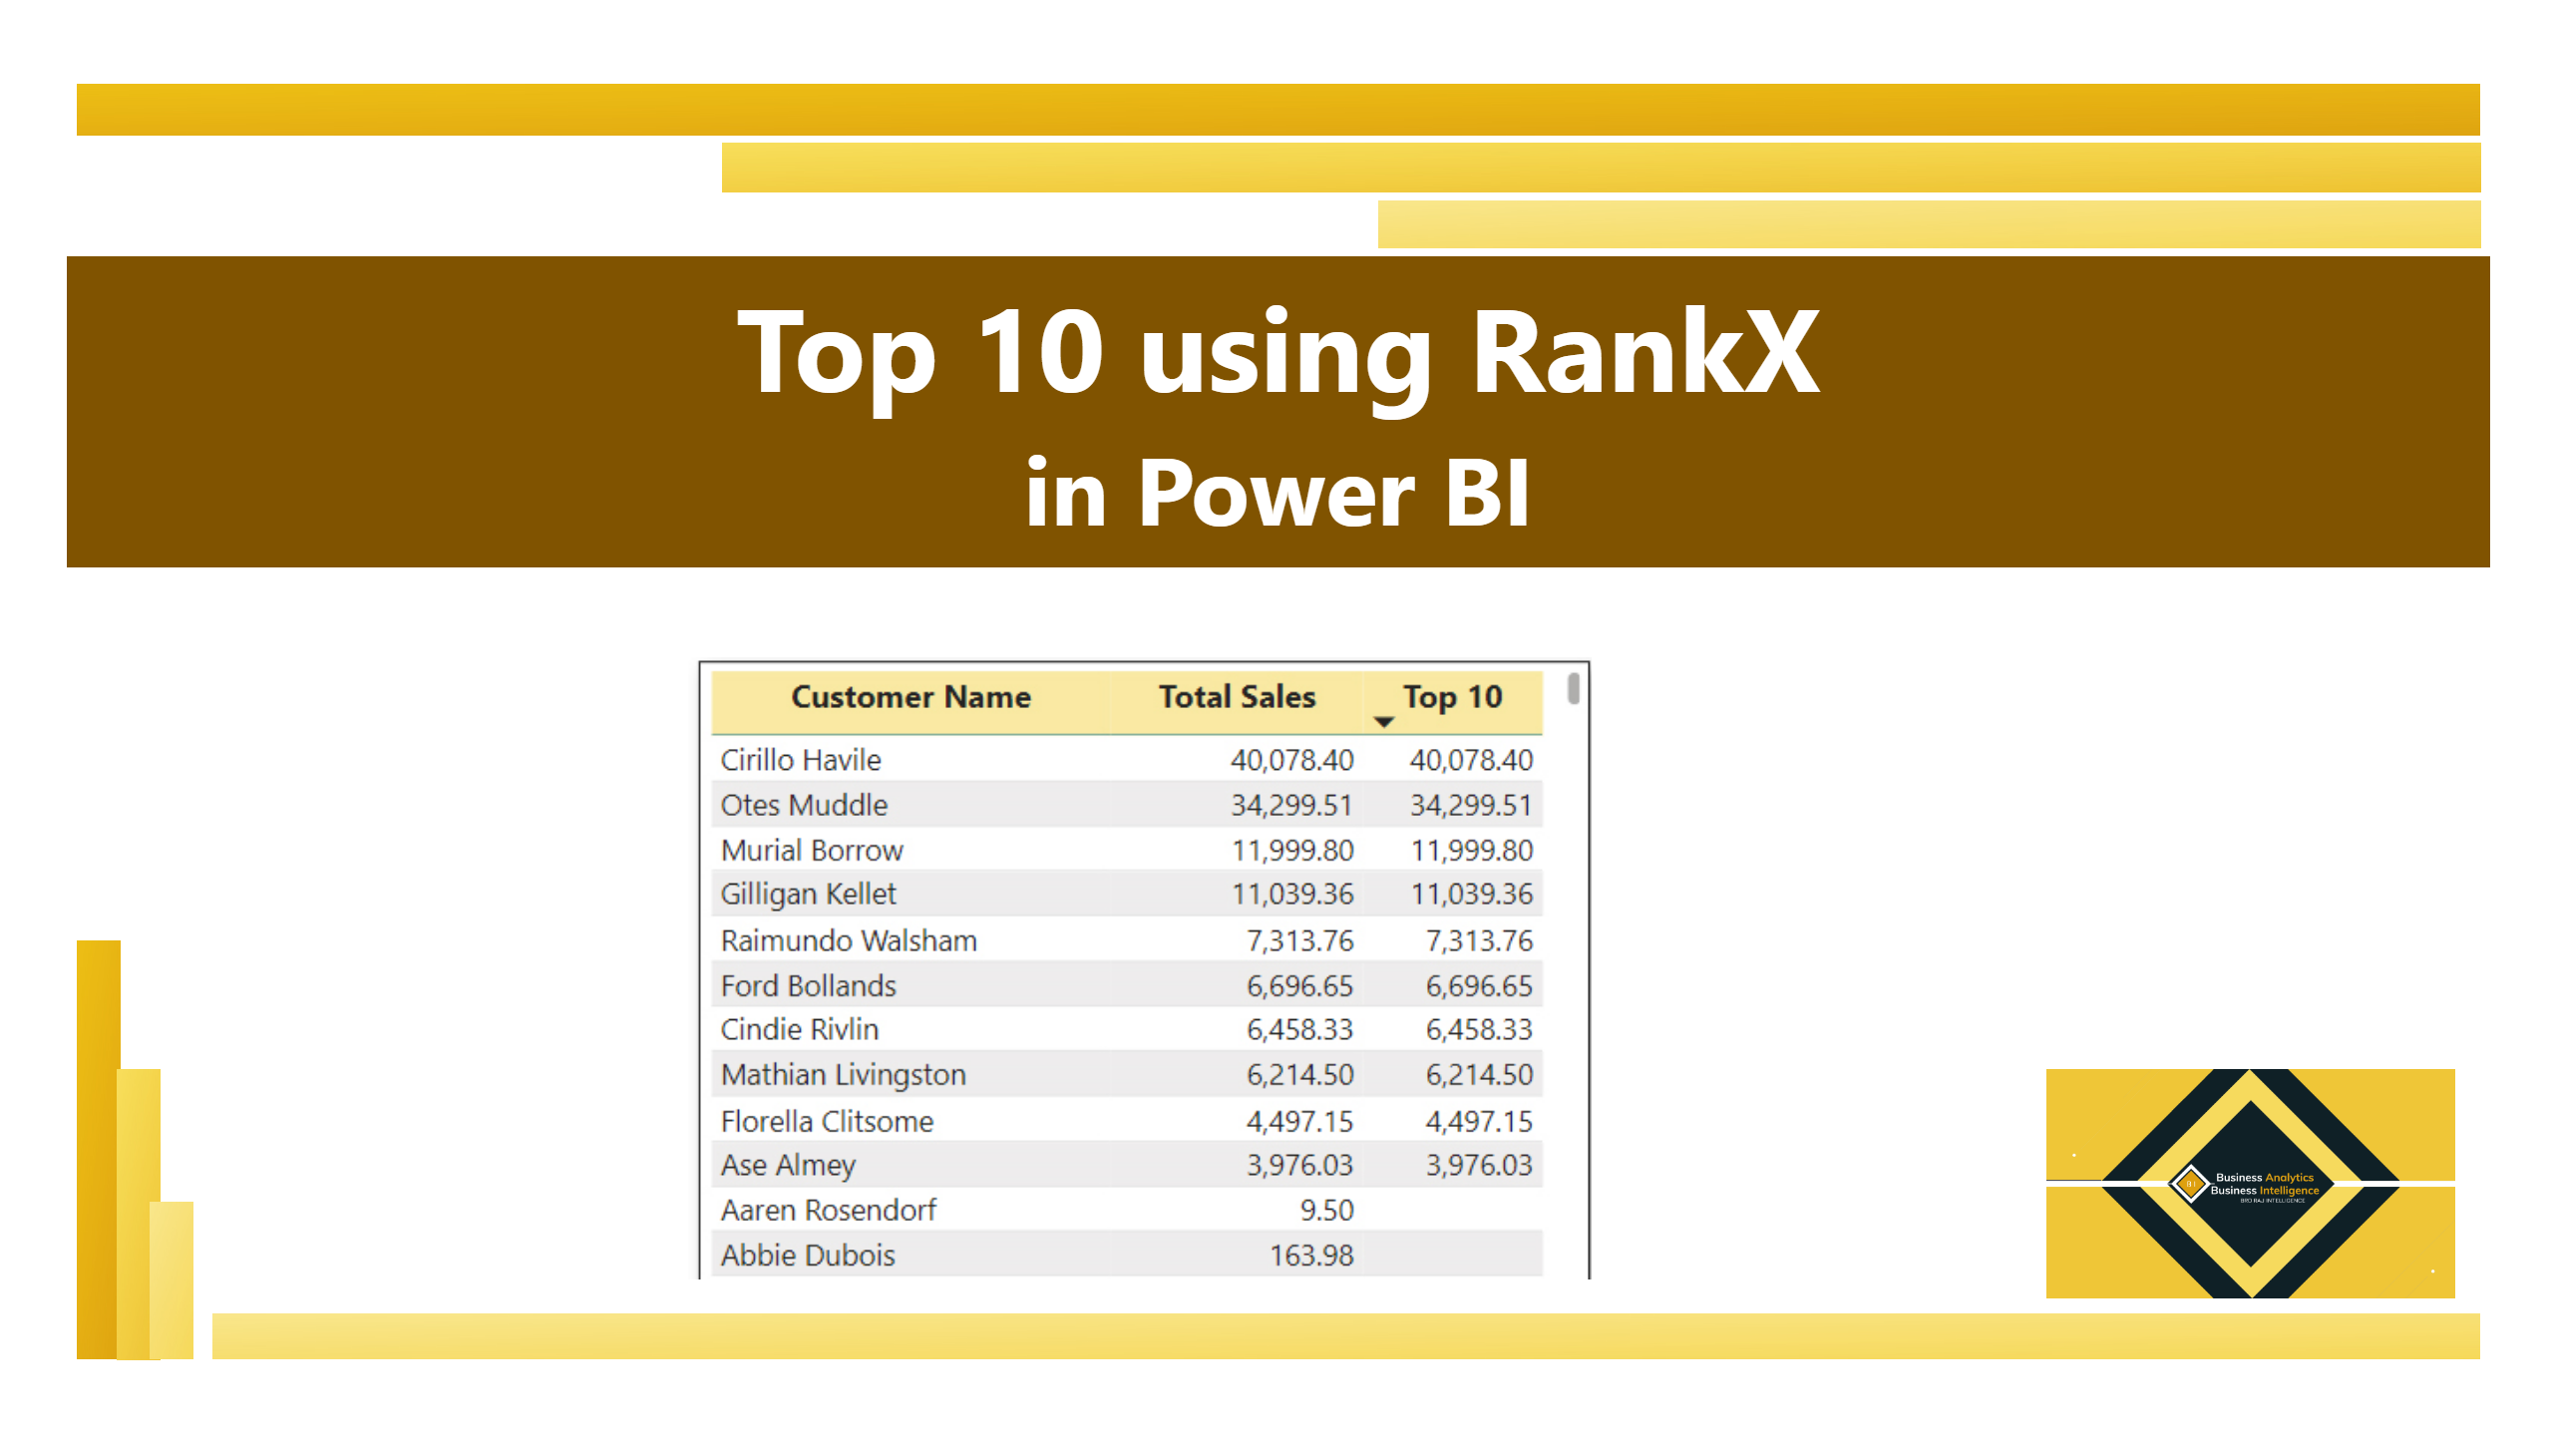 Top 10 using RankX
in Power BI
Customer Name Total Sales Top 10
Cirillo Havile 40,078.40 40,078.40
Otes Muddle 34,299.51 34,299.51
Murial Borrow 11,999.80 11,999.80
Gilligan Kellet 11,039.36 11,039.36
Raimundo Walsham 7,313.76 7,313.76
Ford Bollands 6,696.65 6,696.65
Cindie Rivlin 6,458.33 6,458.33
Mathian Livingston 6,214.50 6,214.50
Florella Clitsome 4,497.15 4,497.15
Ase Almey 3,976.03 3,976.03
Aaren Rosendorf 9.50
Abbie Dubois 163.98
Business Analytics
Business Intelligence